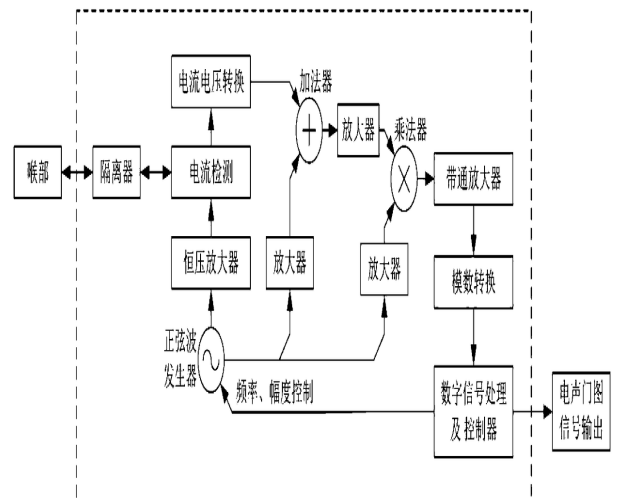 电流电压转换
加法器
放大器
乘法器
喉部
隔离器
电流检测
带通放大器
恒压放大器
放大器
放大器
模数转换
正弦波
发生器
频率、幅度控制
数字信号处理
及控制器
电声门图
信号输出